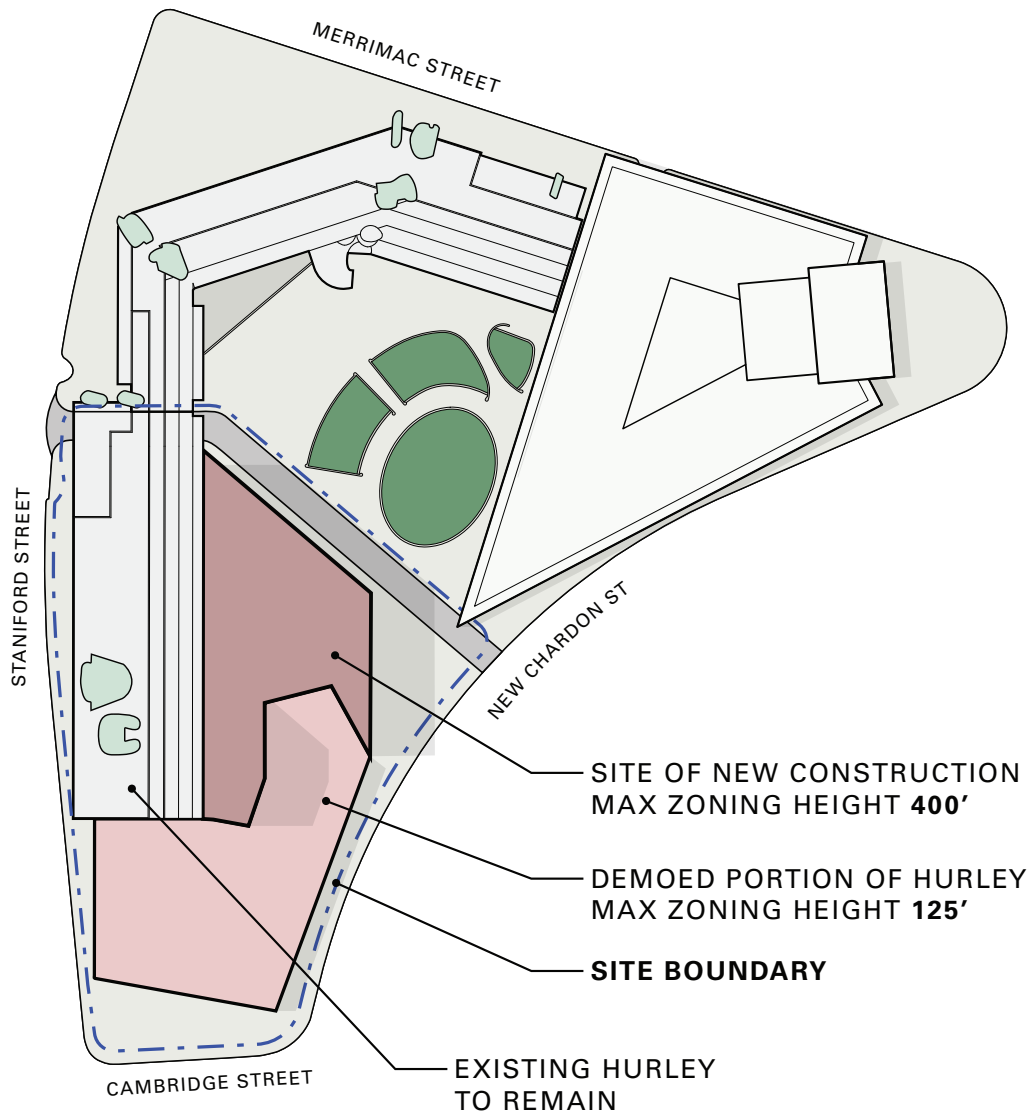 MERRIMAC STREET
STANIFORD STREET
NEW CHARDON ST
SITE OF NEW CONSTRUCTION
MAX ZONING HEIGHT 400′
DEMOED PORTION OF HURLEY
MAX ZONING HEIGHT 125′
SITE BOUNDARY
EXISTING HURLEY
TO REMAIN
CAMBRIDGE STREET